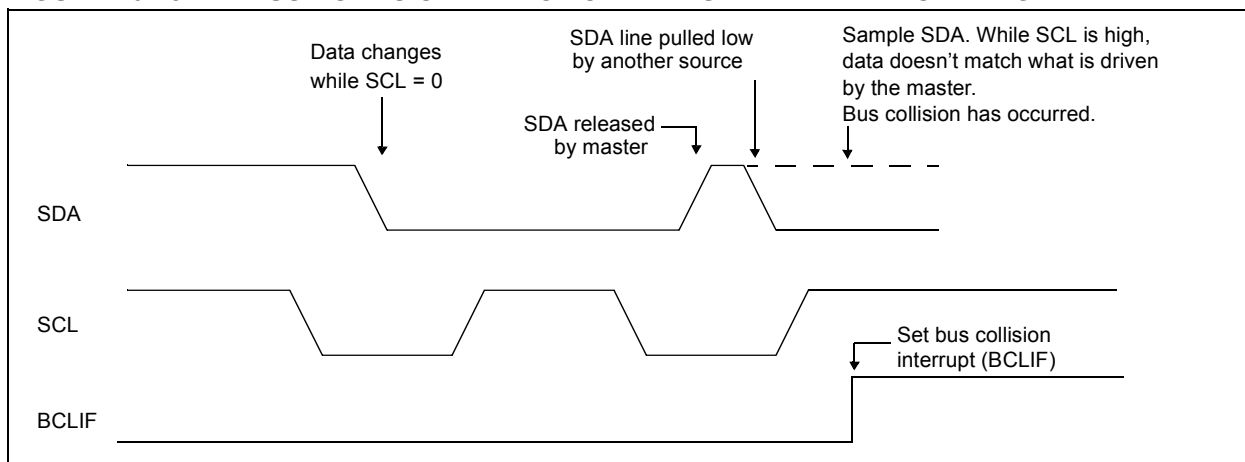 Data changes
while SCL = 0
SDA line pulled low
by another source
Sample SDA. While SCL is high,
data doesn't match what is driven
by the master.
Bus collision has occurred.
SDA released
by master
SDA
SCL
Set bus collision
interrupt (BCLIF)
BCLIF